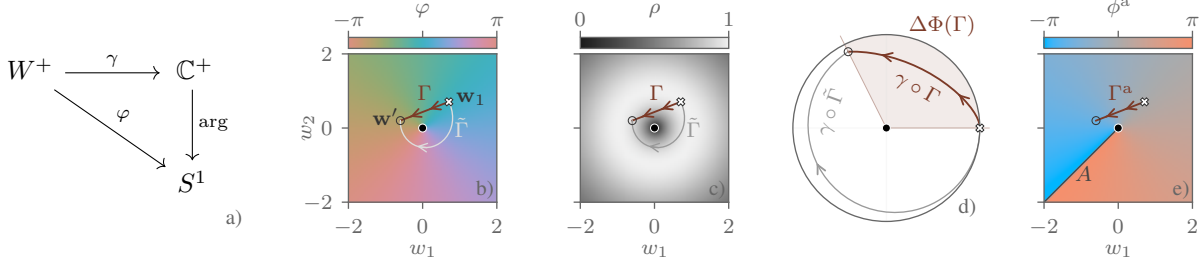 W⁺ γ ℂ⁺
φ arg
S¹
a)
φ
−π π
2
w₂
0
−2
Γ w₁
w′
Γ̃
b)
−2 0 2
w₁
ρ
0 1
Γ
Γ̃
c)
−2 0 2
w₁
ΔΦ(Γ)
γ ∘ Γ
γ ∘ Γ̃
d)
ϕᵃ
−π π
Γᵃ
A
e)
−2 0 2
w₁